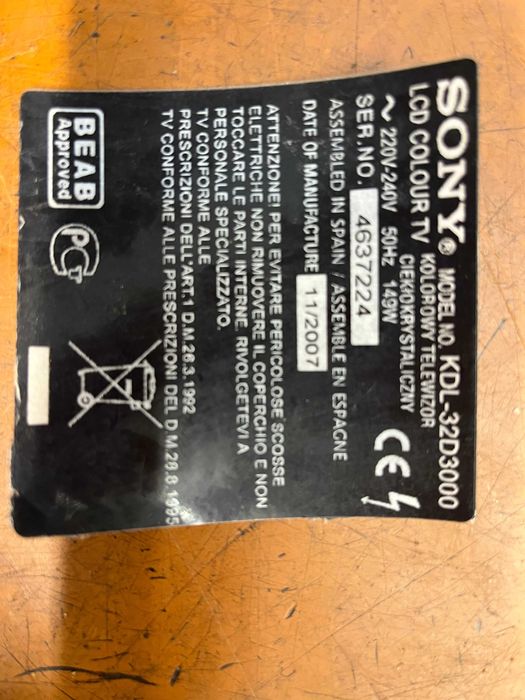 SONY® MODEL NO. KDL-32D3000
LCD COLOUR TV KOLOROWY TELEWIZOR
CIEKŁOKRYSTALICZNY
~ 220V-240V 50Hz 149W
SER.NO. 4637224
CE
ASSEMBLED IN SPAIN / ASSEMBLE EN ESPAGNE
DATE OF MANUFACTURE 11/2007
ATTENZIONE! PER EVITARE PERICOLOSE SCOSSE
ELETTRICHE NON RIMUOVERE IL COPERCHIO E NON
TOCCARE LE PARTI INTERNE. RIVOLGETEVI A
PERSONALE SPECIALIZZATO.
TV CONFORME ALLE
PRESCRIZIONI DELL'ART.1 D.M.26.3.1992
TV CONFORME ALLE PRESCRIZIONI DEL D.M.28.8.1995
BEAB
Approved
PCT